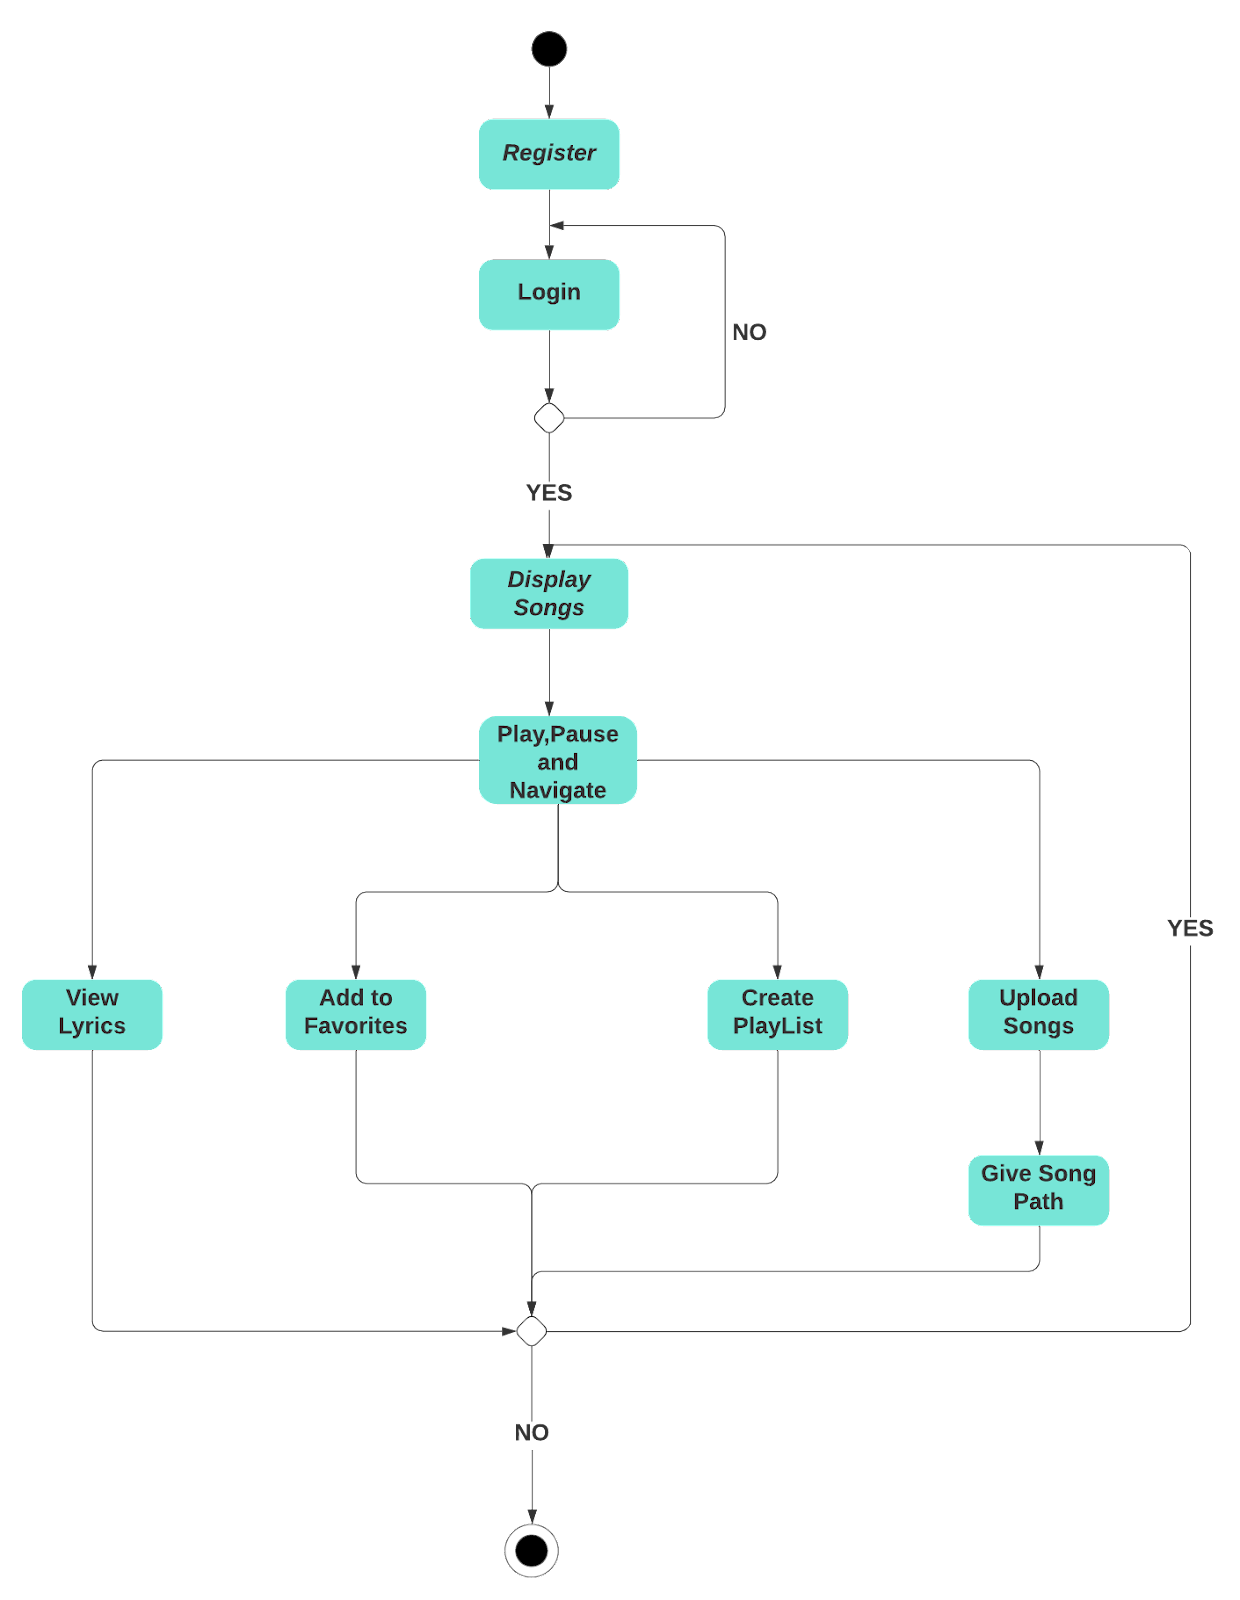 Register
Login
NO
YES
Display
Songs
Play,Pause
and
Navigate
YES
View
Lyrics
Add to
Favorites
Create
PlayList
Upload
Songs
Give Song
Path
NO